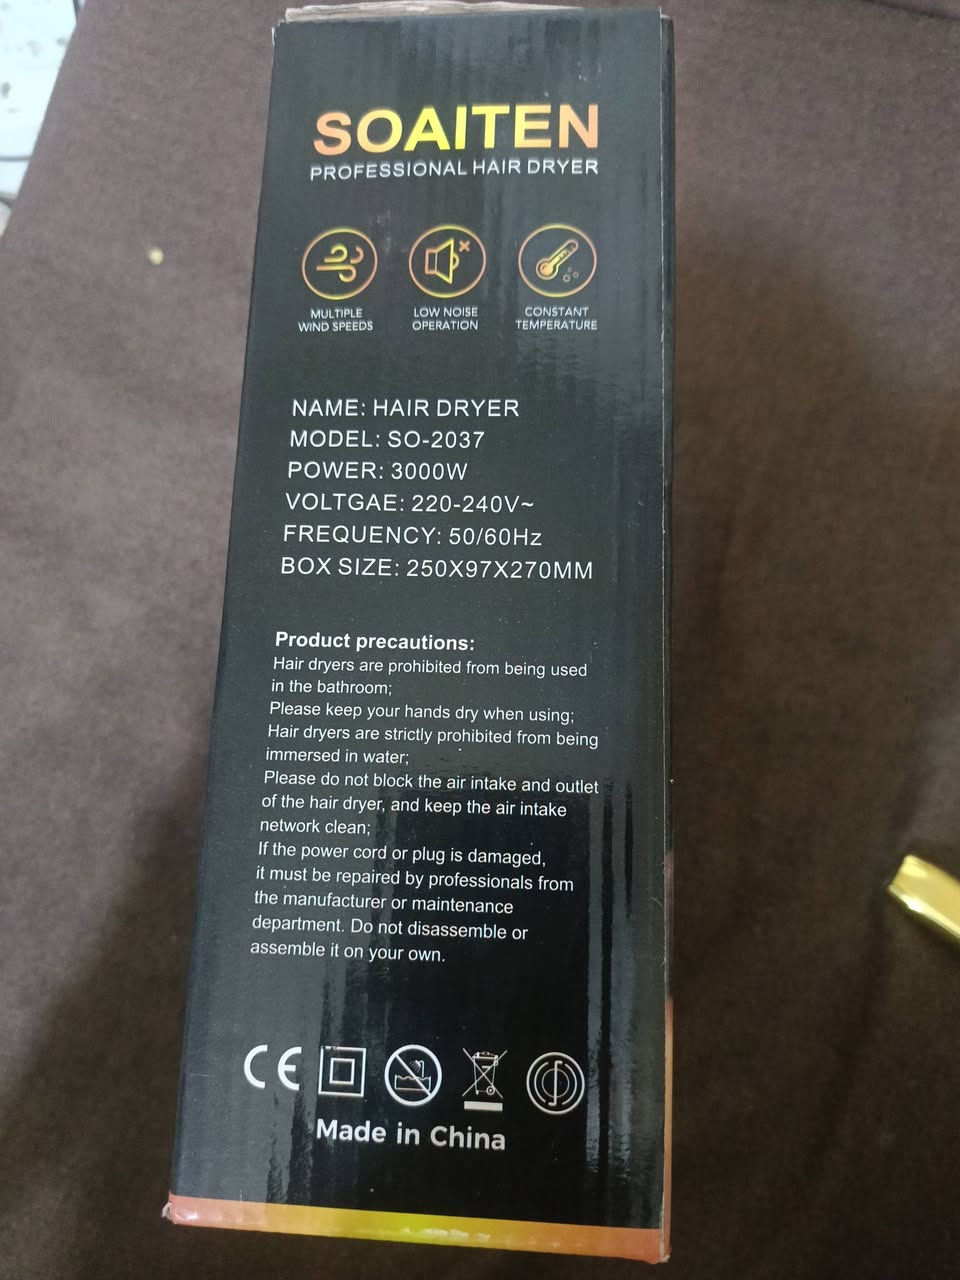 SOAITEN
PROFESSIONAL HAIR DRYER
MULTIPLE
WIND SPEEDS
LOW NOISE
OPERATION
CONSTANT
TEMPERATURE
NAME: HAIR DRYER
MODEL: SO-2037
POWER: 3000W
VOLTGAE: 220-240V~
FREQUENCY: 50/60Hz
BOX SIZE: 250X97X270MM
Product precautions:
Hair dryers are prohibited from being used
in the bathroom;
Please keep your hands dry when using;
Hair dryers are strictly prohibited from being
immersed in water;
Please do not block the air intake and outlet
of the hair dryer, and keep the air intake
network clean;
If the power cord or plug is damaged,
it must be repaired by professionals from
the manufacturer or maintenance
department. Do not disassemble or
assemble it on your own.
CE
Made in China